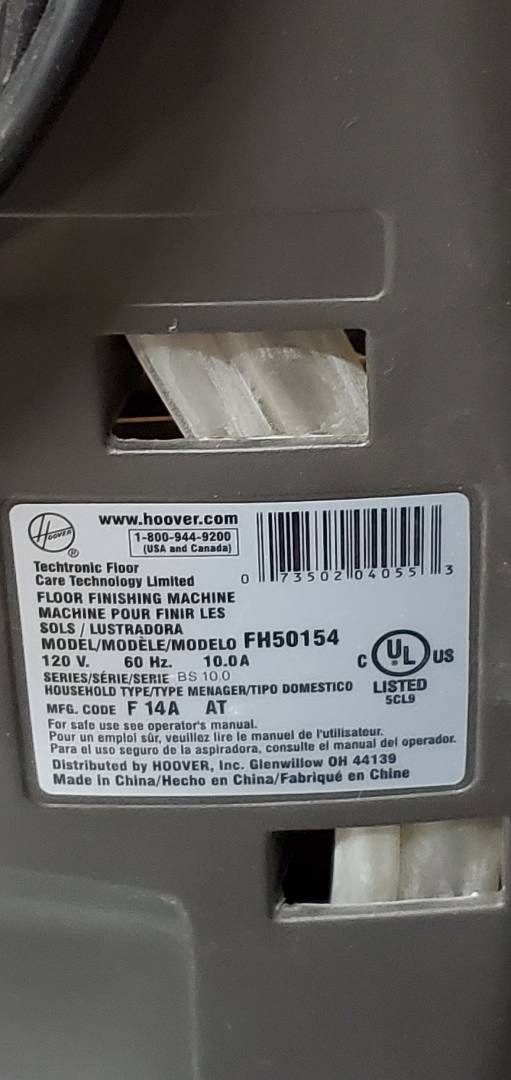 HOOVER ®
www.hoover.com
1-800-944-9200
(USA and Canada)
Techtronic Floor
Care Technology Limited
0 73502 04055 3
FLOOR FINISHING MACHINE
MACHINE POUR FINIR LES
SOLS / LUSTRADORA
MODEL/MODÈLE/MODELO FH50154
120 V. 60 Hz. 10.0A
SERIES/SÉRIE/SERIE BS 10.0
HOUSEHOLD TYPE/TYPE MENAGER/TIPO DOMESTICO
MFG. CODE F 14A AT
C UL US
LISTED
5CL9
For safe use see operator's manual.
Pour un emploi sûr, veuillez lire le manuel de l'utilisateur.
Para el uso seguro de la aspiradora, consulte el manual del operador.
Distributed by HOOVER, Inc. Glenwillow OH 44139
Made in China/Hecho en China/Fabriqué en Chine